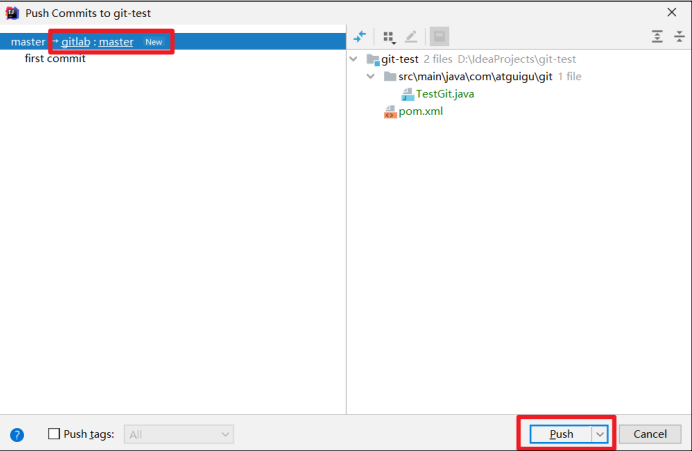 Push Commits to git-test
master → gitlab : master New
first commit
git-test 2 files D:\IdeaProjects\git-test
src\main\java\com\atguigu\git 1 file
TestGit.java
pom.xml
? Push tags: All
Push
Cancel